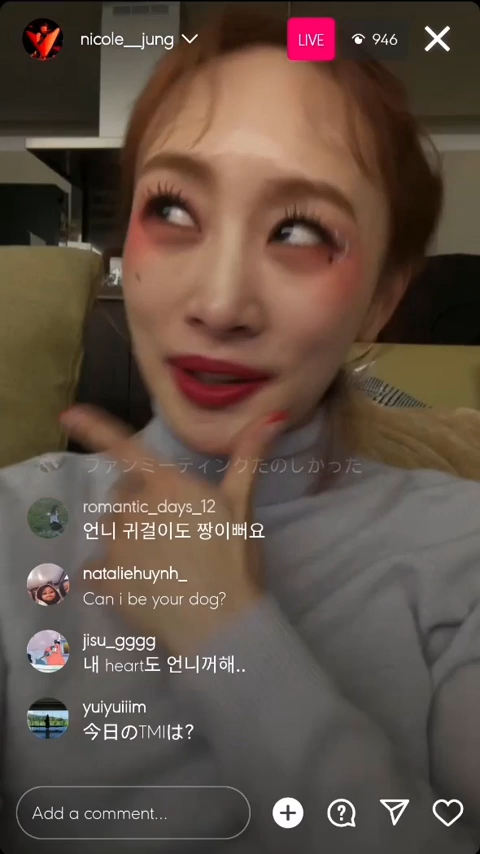 nicole__jung
LIVE
946
ファンミーティングたのしかった
romantic_days_12
언니 귀걸이도 짱이뻐요
nataliehuynh_
Can i be your dog?
jisu_gggg
내 heart도 언니꺼해..
yuiyuiiim
今日のTMIは?
Add a comment...